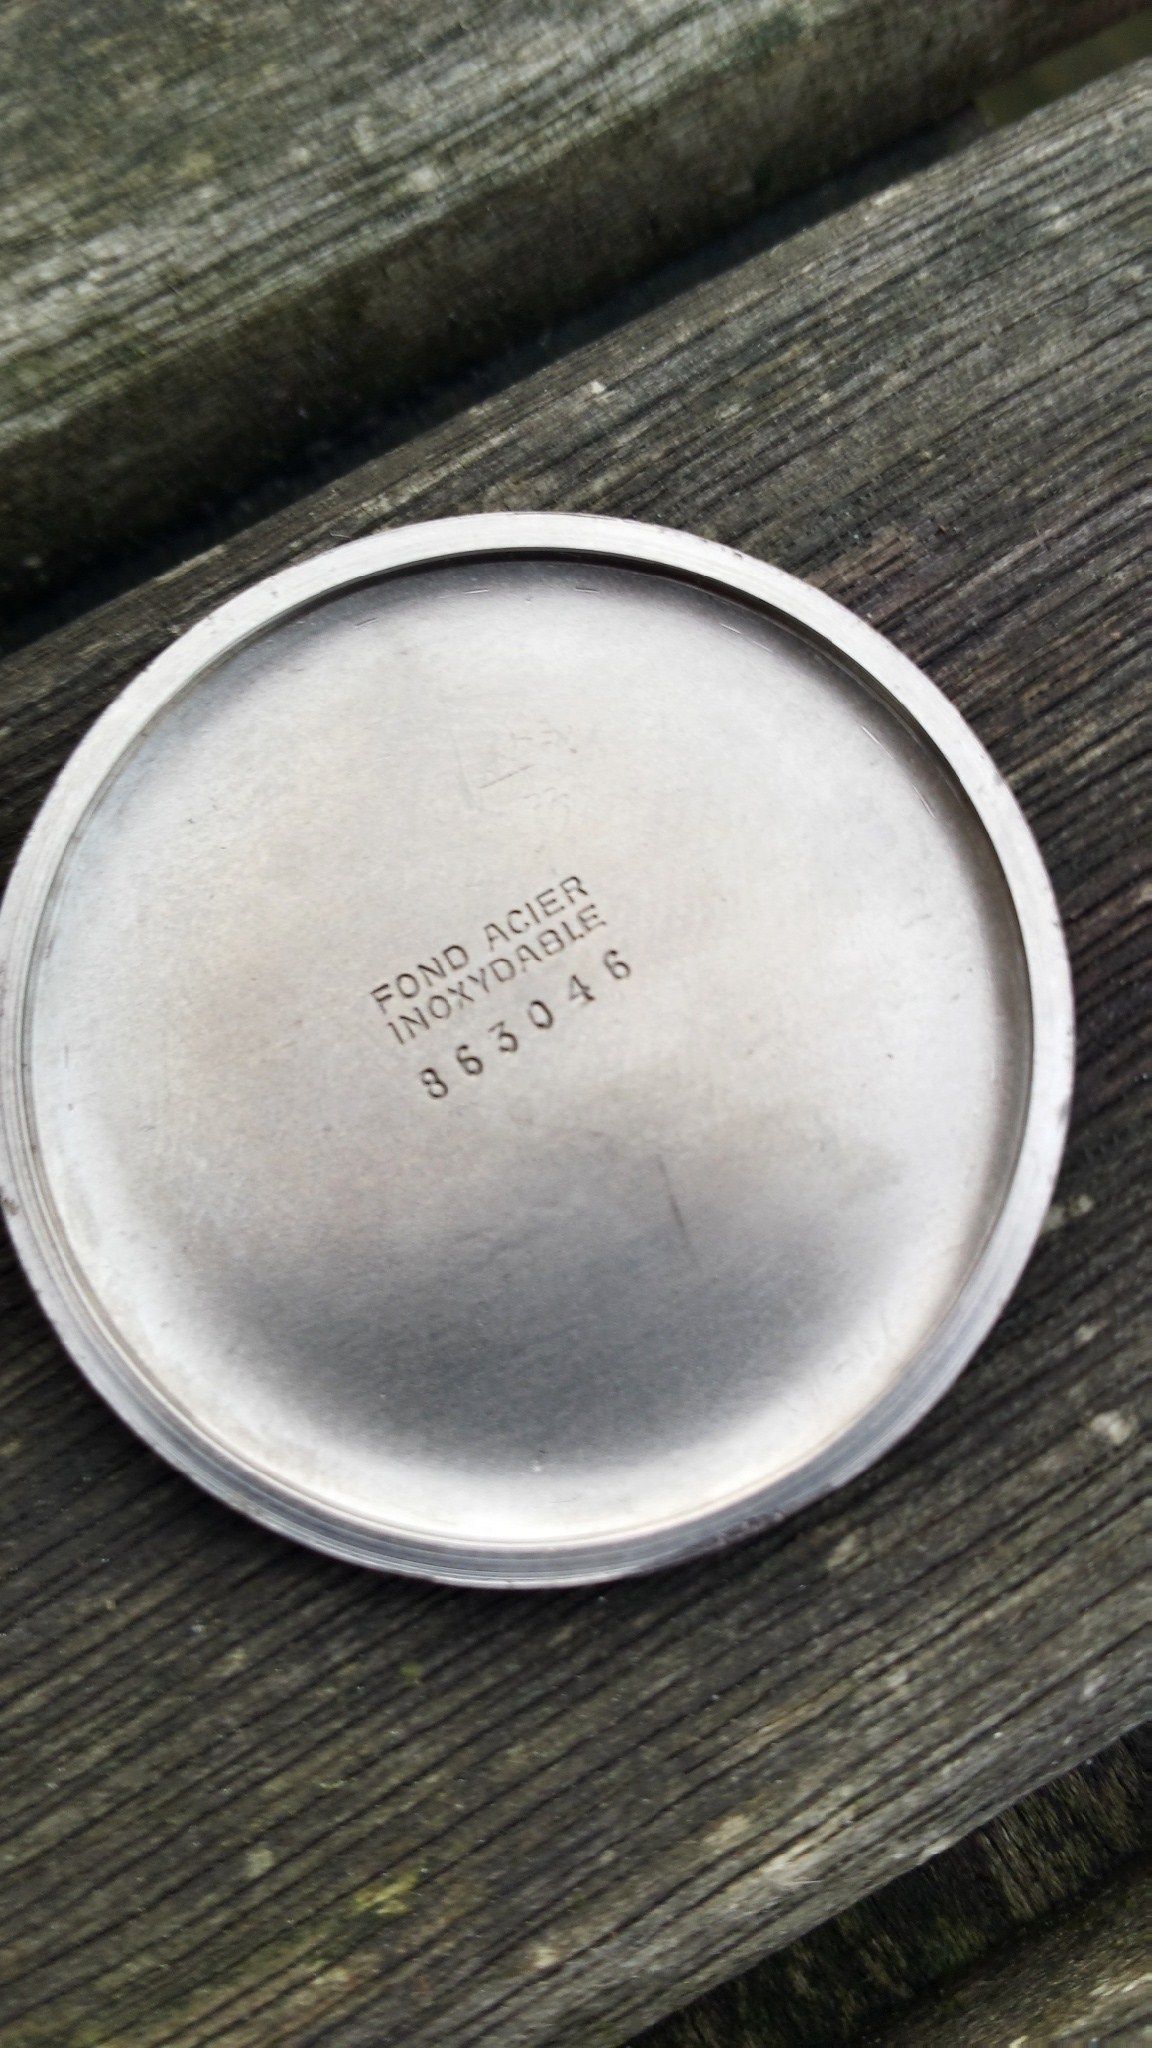 FOND ACIER
INOXYDABLE
863046